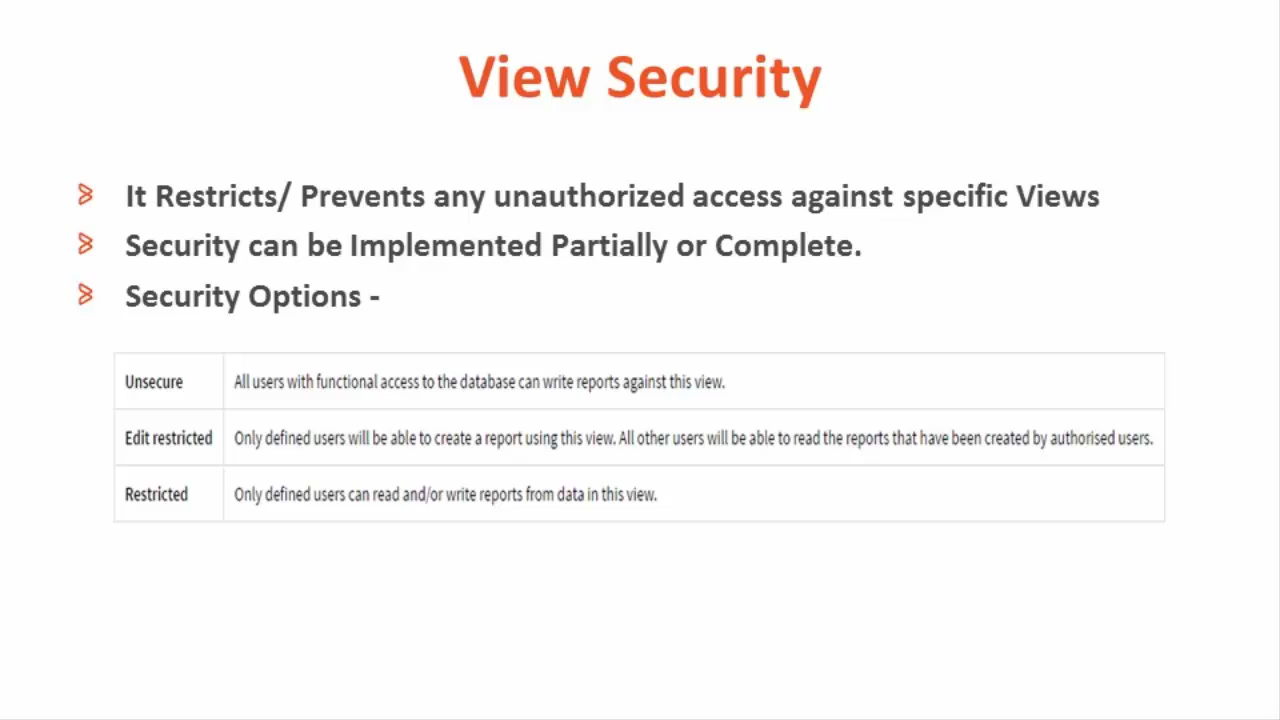 View Security
It Restricts/ Prevents any unauthorized access against specific Views
Security can be Implemented Partially or Complete.
Security Options -
Unsecure All users with functional access to the database can write reports against this view.
Edit restricted Only defined users will be able to create a report using this view. All other users will be able to read the reports that have been created by authorised users.
Restricted Only defined users can read and/or write reports from data in this view.